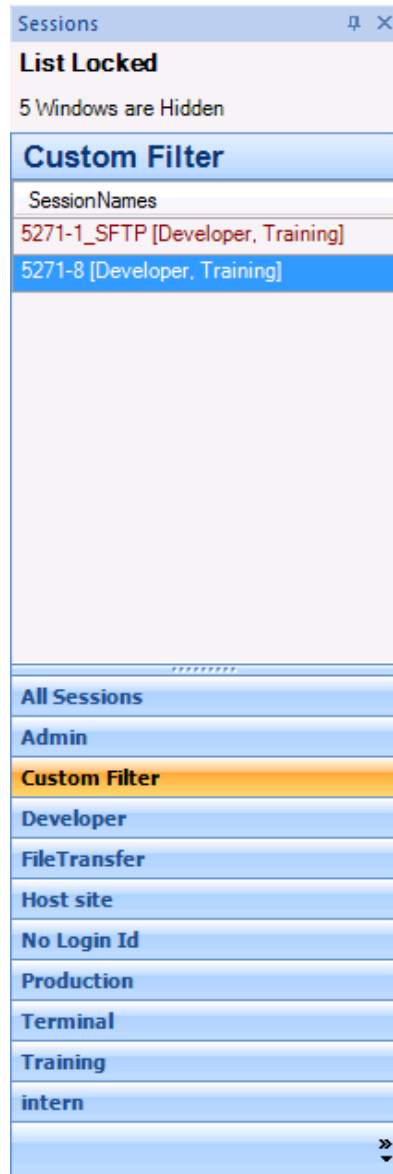 Sessions
List Locked
5 Windows are Hidden
Custom Filter
SessionNames
5271-1_SFTP [Developer, Training]
5271-8 [Developer, Training]
All Sessions
Admin
Custom Filter
Developer
FileTransfer
Host site
No Login Id
Production
Terminal
Training
intern